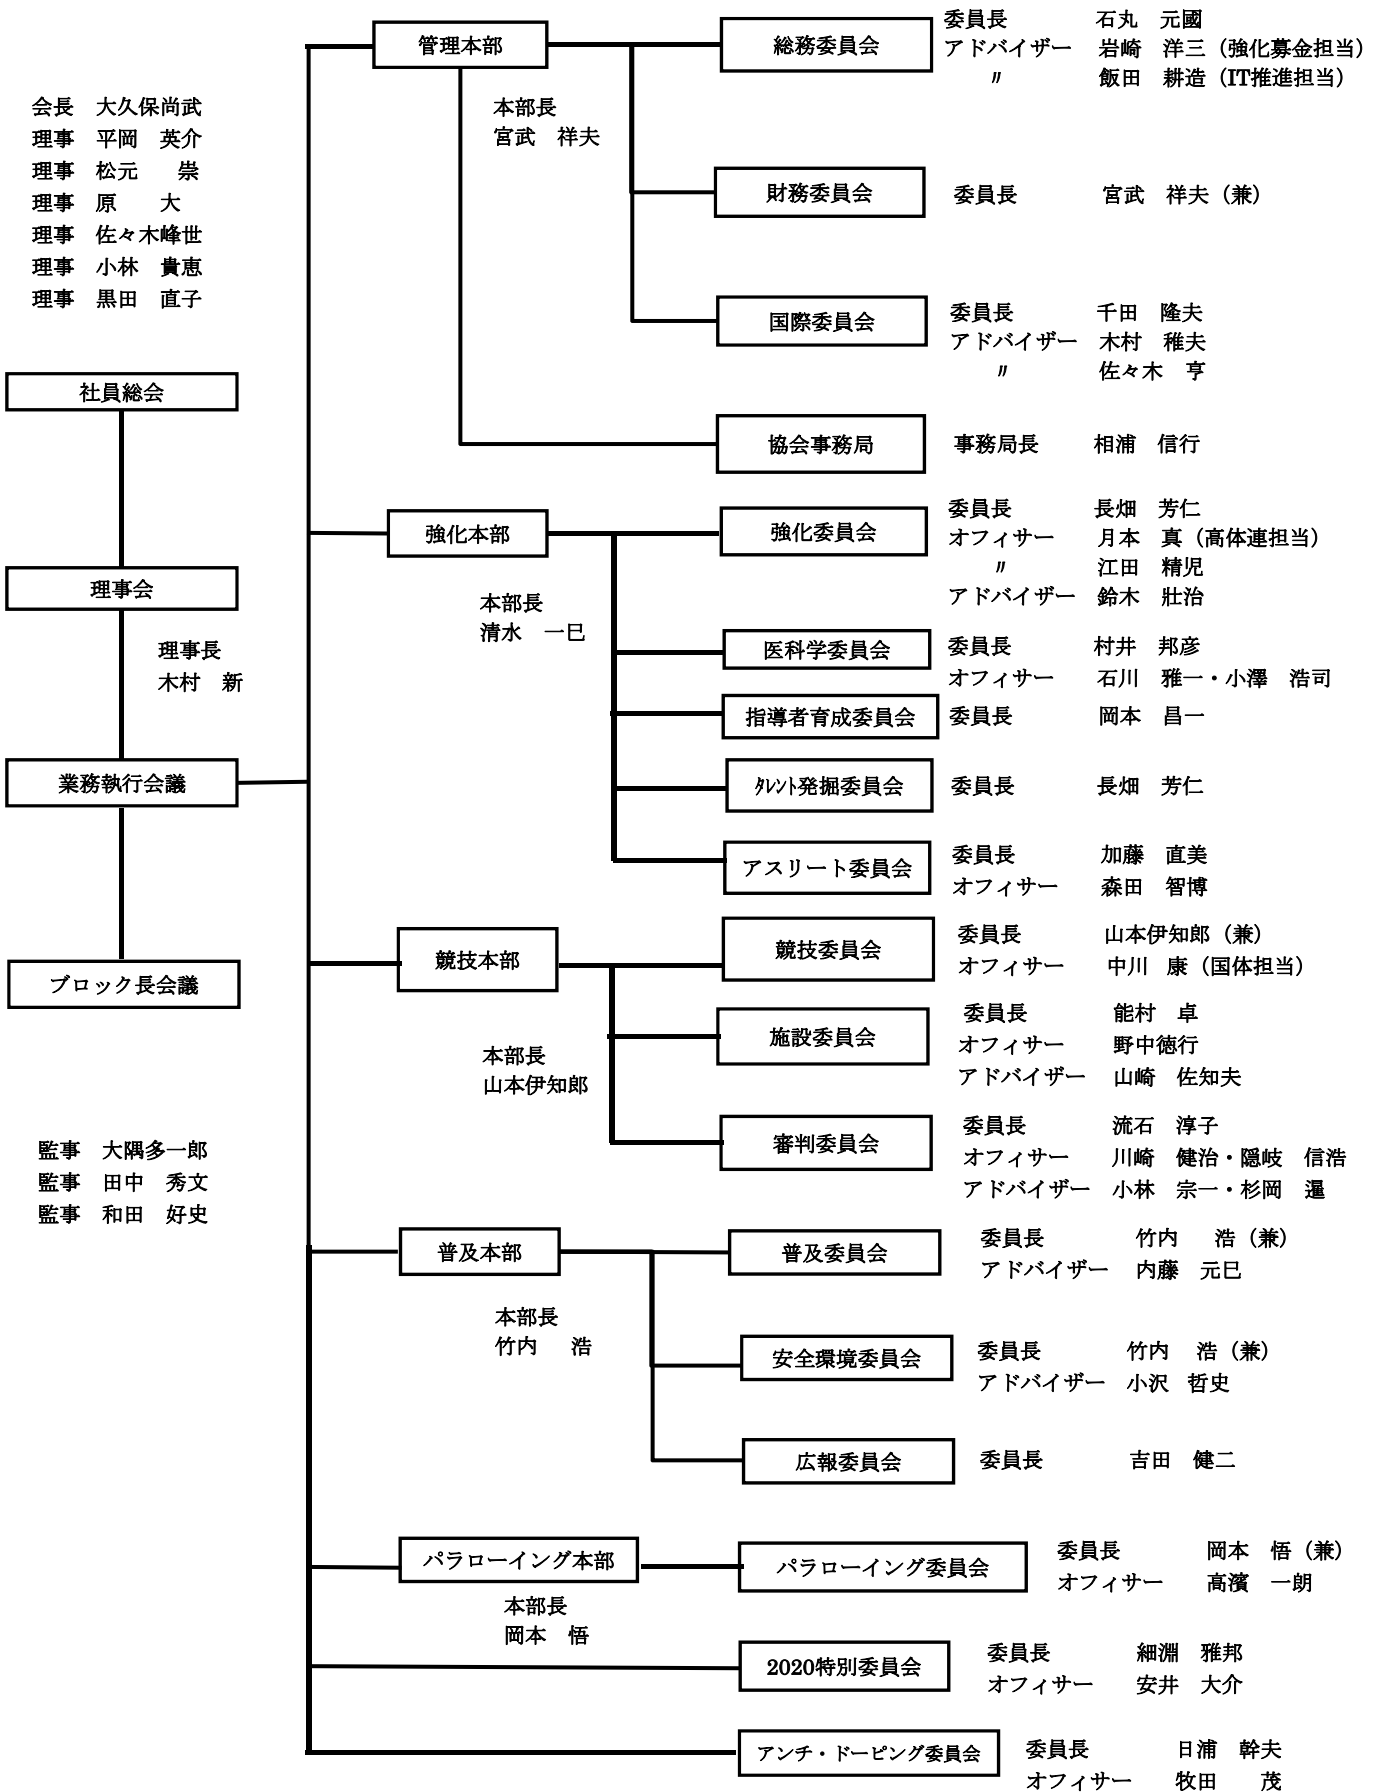 会長　大久保尚武
理事　平岡　英介
理事　松元　崇
理事　原　大
理事　佐々木峰世
理事　小林　貴恵
理事　黒田　直子
社員総会
理事会
理事長
木村　新
業務執行会議
ブロック長会議
監事　大隅多一郎
監事　田中　秀文
監事　和田　好史
管理本部
本部長
宮武　祥夫
総務委員会
委員長　石丸　元國
アドバイザー　岩崎　洋三（強化募金担当）
〃　飯田　耕造（IT推進担当）
財務委員会
委員長　宮武　祥夫（兼）
国際委員会
委員長　千田　隆夫
アドバイザー　木村　稚夫
〃　佐々木　亨
協会事務局
事務局長　相浦　信行
強化本部
本部長
清水　一巳
強化委員会
委員長　長畑　芳仁
オフィサー　月本　真（高体連担当）
〃　江田　精児
アドバイザー　鈴木　壯治
医科学委員会
委員長　村井　邦彦
オフィサー　石川　雅一・小澤　浩司
指導者育成委員会
委員長　岡本　昌一
ﾀﾚﾝﾄ発掘委員会
委員長　長畑　芳仁
アスリート委員会
委員長　加藤　直美
オフィサー　森田　智博
競技本部
本部長
山本伊知郎
競技委員会
委員長　山本伊知郎（兼）
オフィサー　中川　康（国体担当）
施設委員会
委員長　能村　卓
オフィサー　野中徳行
アドバイザー　山崎　佐知夫
審判委員会
委員長　流石　淳子
オフィサー　川崎　健治・隠岐　信浩
アドバイザー　小林　宗一・杉岡　暹
普及本部
本部長
竹内　浩
普及委員会
委員長　竹内　浩（兼）
アドバイザー　内藤　元巳
安全環境委員会
委員長　竹内　浩（兼）
アドバイザー　小沢　哲史
広報委員会
委員長　吉田　健二
パラローイング本部
本部長
岡本　悟
パラローイング委員会
委員長　岡本　悟（兼）
オフィサー　高濱　一朗
2020特別委員会
委員長　細淵　雅邦
オフィサー　安井　大介
アンチ・ドーピング委員会
委員長　日浦　幹夫
オフィサー　牧田　茂